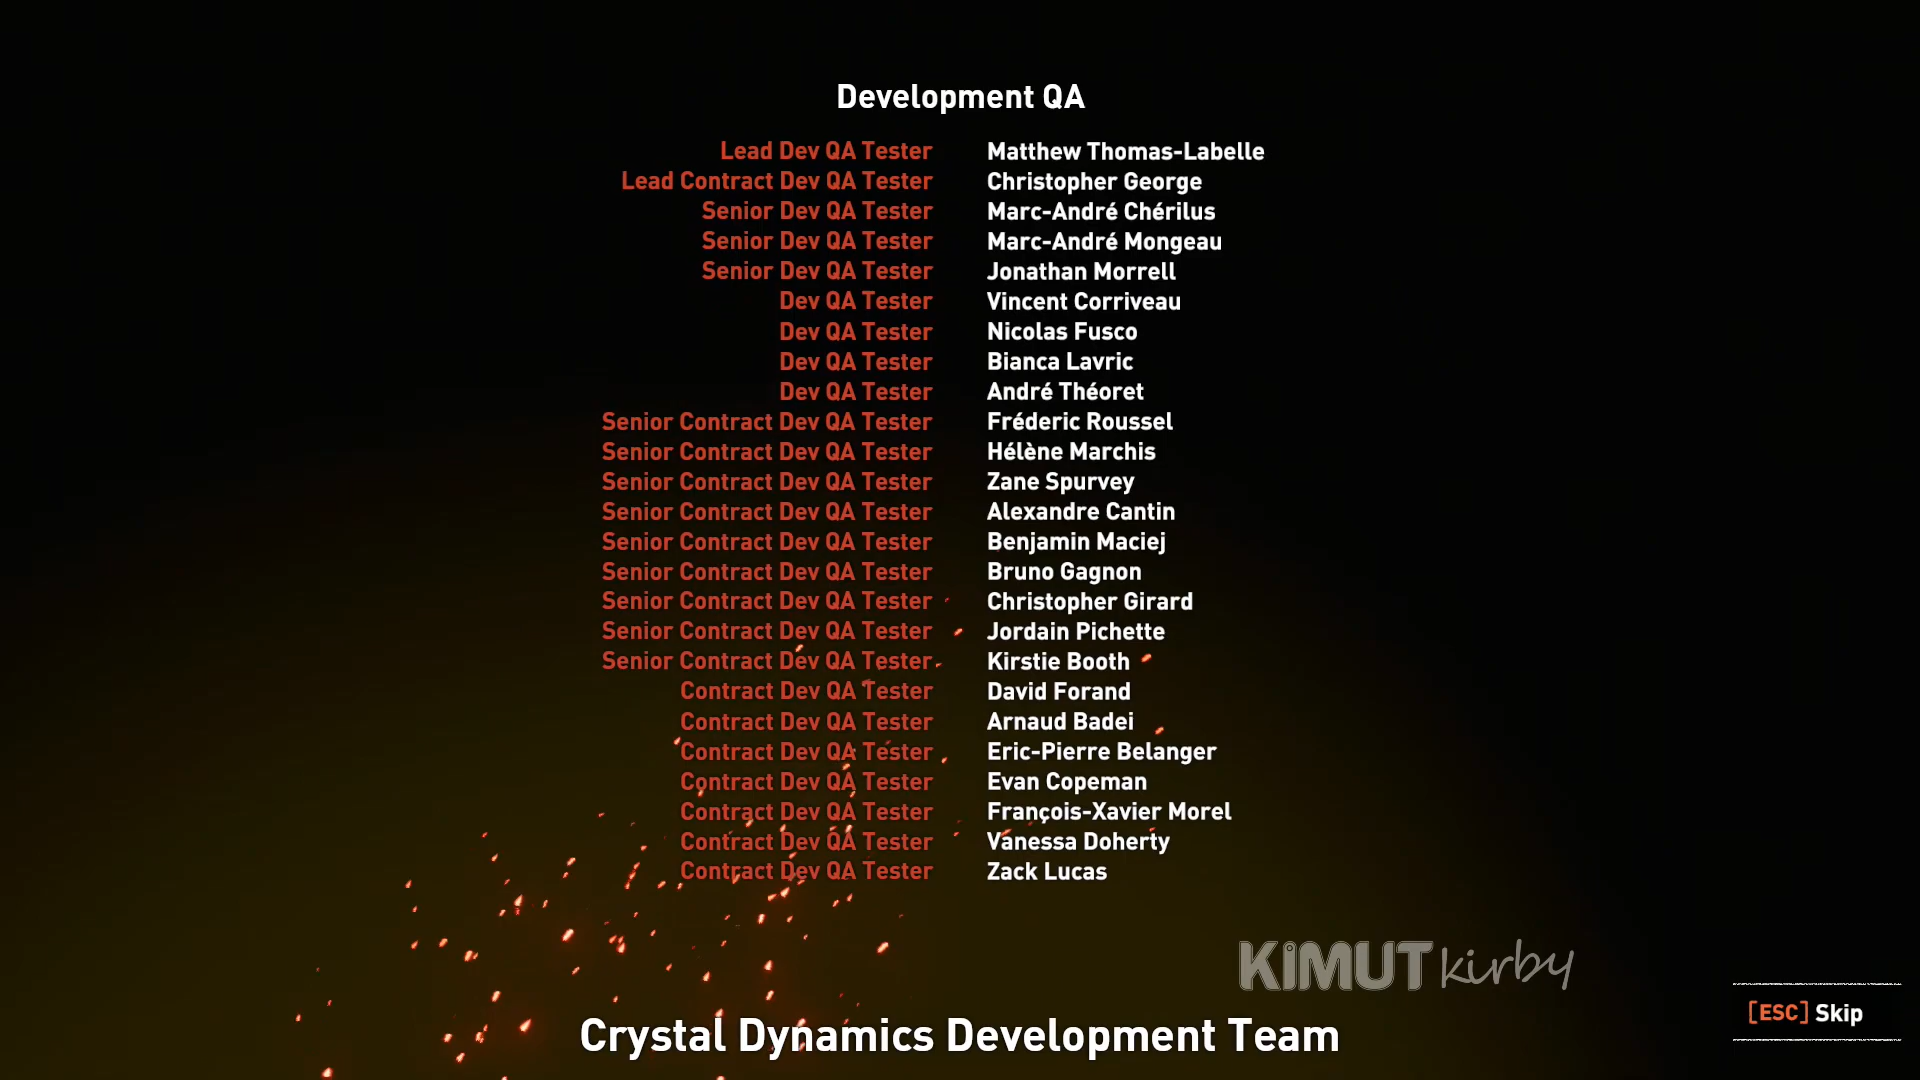 Development QA
Lead Dev QA Tester Matthew Thomas-Labelle
Lead Contract Dev QA Tester Christopher George
Senior Dev QA Tester Marc-André Chérilus
Senior Dev QA Tester Marc-André Mongeau
Senior Dev QA Tester Jonathan Morrell
Dev QA Tester Vincent Corriveau
Dev QA Tester Nicolas Fusco
Dev QA Tester Bianca Lavric
Dev QA Tester André Théoret
Senior Contract Dev QA Tester Fréderic Roussel
Senior Contract Dev QA Tester Hélène Marchis
Senior Contract Dev QA Tester Zane Spurvey
Senior Contract Dev QA Tester Alexandre Cantin
Senior Contract Dev QA Tester Benjamin Maciej
Senior Contract Dev QA Tester Bruno Gagnon
Senior Contract Dev QA Tester Christopher Girard
Senior Contract Dev QA Tester Jordain Pichette
Senior Contract Dev QA Tester Kirstie Booth
Contract Dev QA Tester David Forand
Contract Dev QA Tester Arnaud Badei
Contract Dev QA Tester Eric-Pierre Belanger
Contract Dev QA Tester Evan Copeman
Contract Dev QA Tester François-Xavier Morel
Contract Dev QA Tester Vanessa Doherty
Contract Dev QA Tester Zack Lucas
KiMUT kirby
[ESC] Skip
Crystal Dynamics Development Team